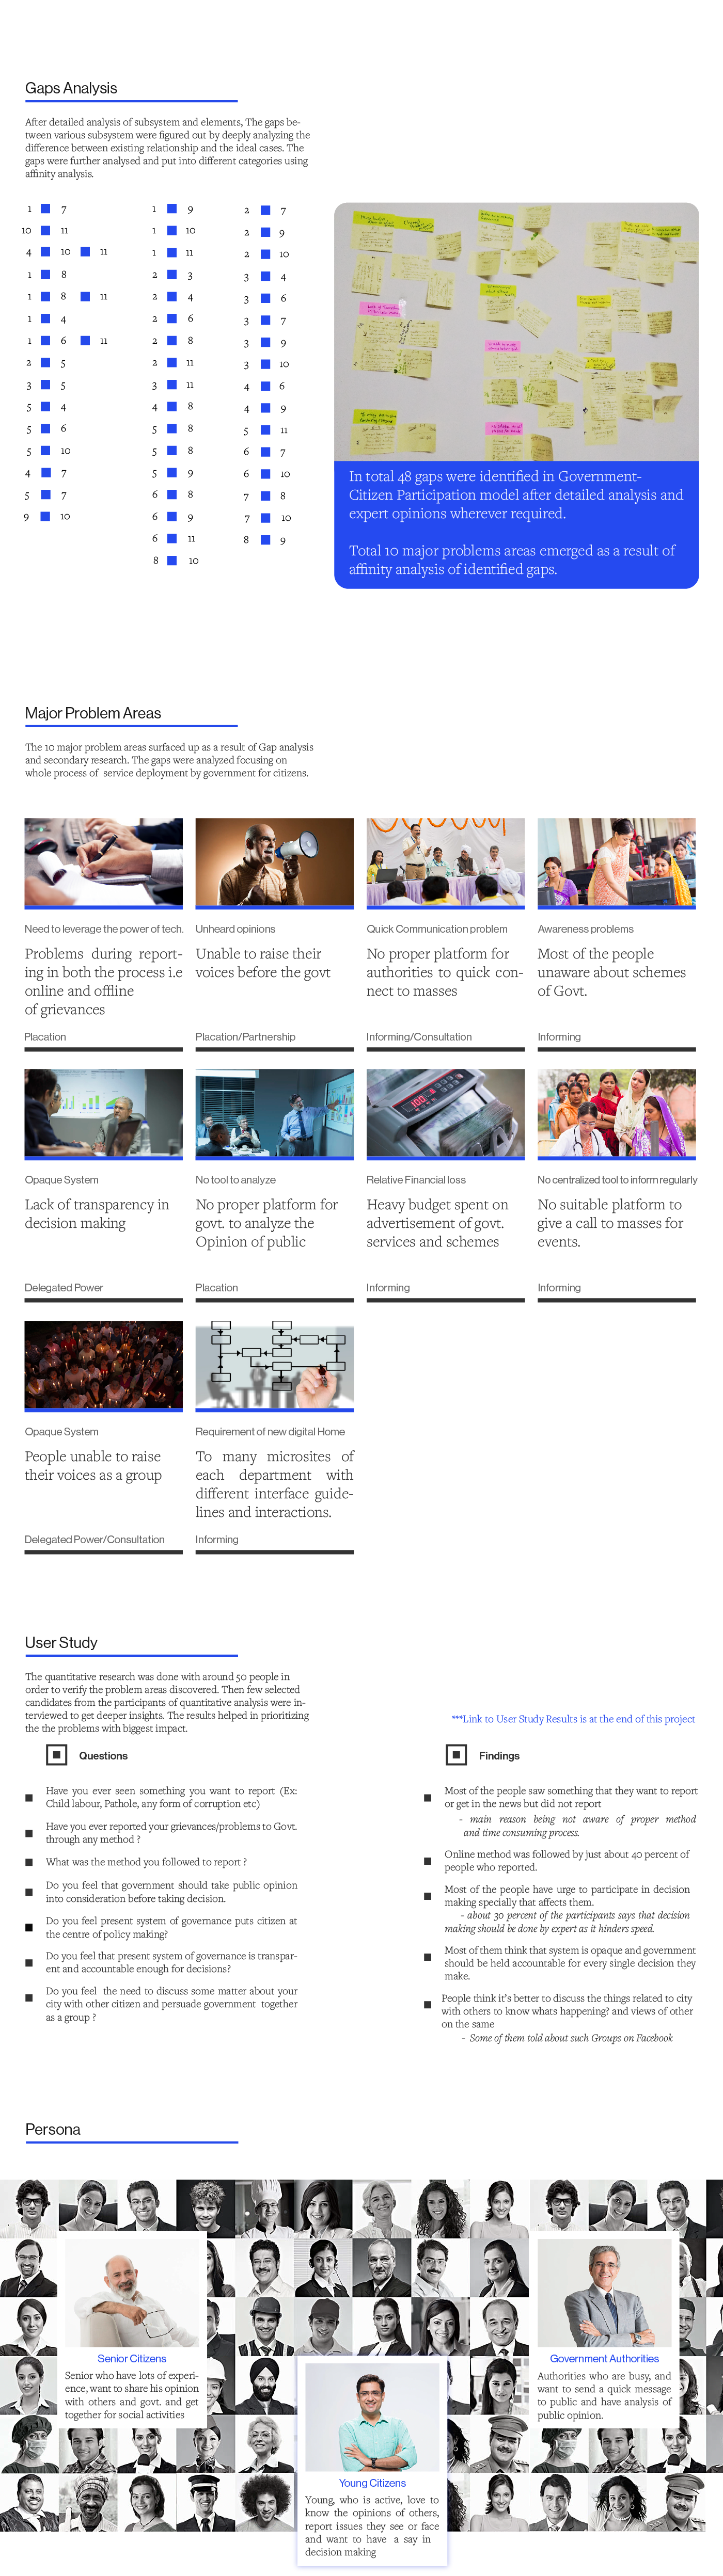 Gaps Analysis
After detailed analysis of subsystem and elements, The gaps be-
tween various subsystem were figured out by deeply analyzing the
difference between existing relationship and the ideal cases. The
gaps were further analysed and put into different categories using
affinity analysis.
1 7
10 11
4 10 11
1 8
1 8 11
1 4
1 6 11
2 5
3 5
5 4
5 6
5 10
4 7
5 7
9 10
1 9
1 10
1 11
2 3
2 4
2 6
2 8
2 11
3 11
4 8
5 8
5 8
5 9
6 8
6 9
6 11
8 10
2 7
2 9
2 10
3 4
3 6
3 7
3 9
3 10
4 6
4 9
5 11
6 7
6 10
7 8
7 10
8 9
In total 48 gaps were identified in Government-
Citizen Participation model after detailed analysis and
expert opinions wherever required.
Total 10 major problems areas emerged as a result of
affinity analysis of identified gaps.
Major Problem Areas
The 10 major problem areas surfaced up as a result of Gap analysis
and secondary research. The gaps were analyzed focusing on
whole process of service deployment by government for citizens.
Need to leverage the power of tech.
Problems during report-
ing in both the process i.e
online and offline
of grievances
Placation
Unheard opinions
Unable to raise their
voices before the govt
Placation/Partnership
Quick Communication problem
No proper platform for
authorities to quick con-
nect to masses
Informing/Consultation
Awareness problems
Most of the people
unaware about schemes
of Govt.
Informing
Opaque System
Lack of transparency in
decision making
Delegated Power
No tool to analyze
No proper platform for
govt. to analyze the
Opinion of public
Placation
Relative Financial loss
Heavy budget spent on
advertisement of govt.
services and schemes
Informing
No centralized tool to inform regularly
No suitable platform to
give a call to masses for
events.
Informing
Opaque System
People unable to raise
their voices as a group
Delegated Power/Consultation
Requirement of new digital Home
To many microsites of
each department with
different interface guide-
lines and interactions.
Informing
User Study
The quantitative research was done with around 50 people in
order to verify the problem areas discovered. Then few selected
candidates from the participants of quantitative analysis were in-
terviewed to get deeper insights. The results helped in prioritizing
the the problems with biggest impact.
***Link to User Study Results is at the end of this project
Questions
Have you ever seen something you want to report (Ex:
Child labour, Pathole, any form of corruption etc)
Have you ever reported your grievances/problems to Govt.
through any method ?
What was the method you followed to report ?
Do you feel that government should take public opinion
into consideration before taking decision.
Do you feel present system of governance puts citizen at
the centre of policy making?
Do you feel that present system of governance is transpar-
ent and accountable enough for decisions?
Do you feel the need to discuss some matter about your
city with other citizen and persuade government together
as a group ?
Findings
Most of the people saw something that they want to report
or get in the news but did not report
- main reason being not aware of proper method
and time consuming process.
Online method was followed by just about 40 percent of
people who reported.
Most of the people have urge to participate in decision
making specially that affects them.
- about 30 percent of the participants says that decision
making should be done by expert as it hinders speed.
Most of them think that system is opaque and government
should be held accountable for every single decision they
make.
People think it's better to discuss the things related to city
with others to know whats happening? and views of other
on the same
- Some of them told about such Groups on Facebook
Persona
Senior Citizens
Senior who have lots of experi-
ence, want to share his opinion
with others and govt. and get
together for social activities
Young Citizens
Young, who is active, love to
know the opinions of others,
report issues they see or face
and want to have a say in
decision making
Government Authorities
Authorities who are busy, and
want to send a quick message
to public and have analysis of
public opinion.